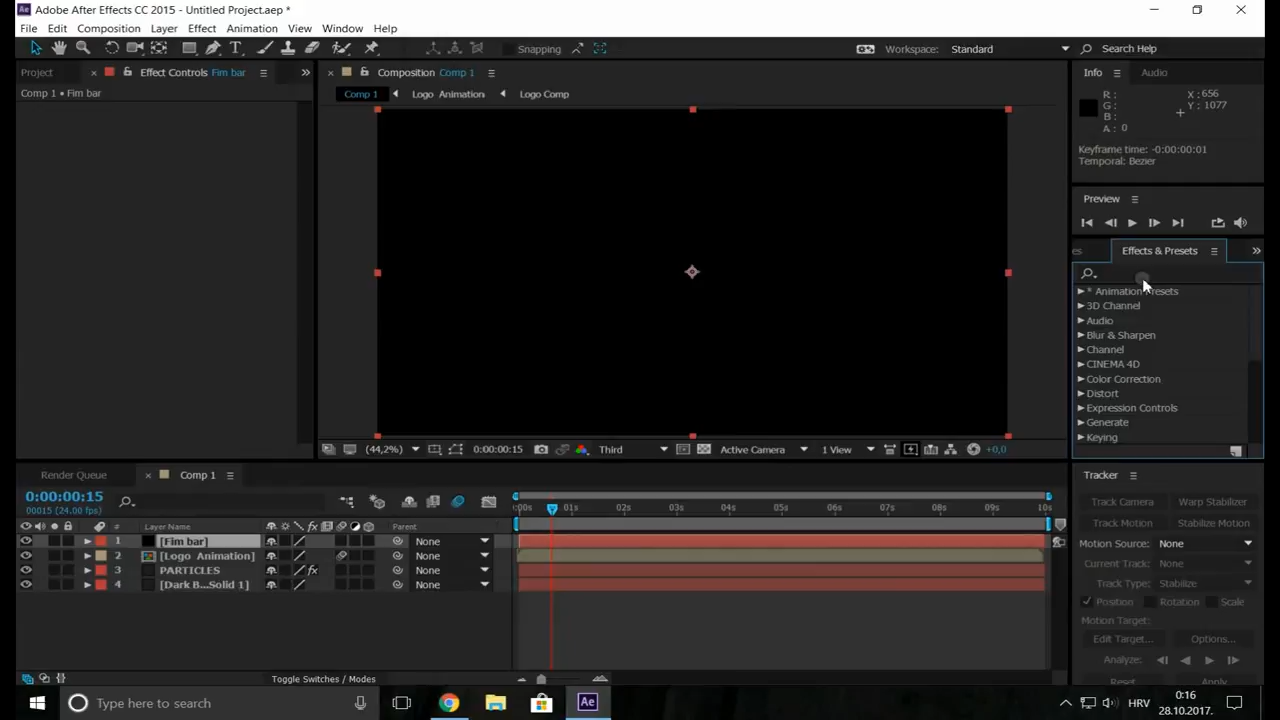 Adobe After Effects CC 2015 - Untitled Project.aep *
File Edit Composition Layer Effect Animation View Window Help
Snapping Workspace: Standard Search Help
Project Effect Controls Fim bar
Comp 1 • Fim bar
Composition Comp 1
Comp 1 Logo Animation Logo Comp
Info Audio
R: X: 656
G: Y: 1077
B:
A: 0
Keyframe time: -0:00:00:01
Temporal: Bezier
Preview
es Effects & Presets
* Animation Presets
3D Channel
Audio
Blur & Sharpen
Channel
CINEMA 4D
Color Correction
Distort
Expression Controls
Generate
Keying
(44,2%) 0:00:00:15 Third Active Camera 1 View +0,0
Render Queue Comp 1
0:00:00:15
00015 (24.00 fps)
:00s 01s 02s 03s 04s 05s 06s 07s 08s 09s 10s
# Layer Name Parent
1 [Fim bar] None
2 [Logo Animation] None
3 PARTICLES fx None
4 [Dark B...Solid 1] None
Toggle Switches / Modes
Tracker
Track Camera Warp Stabilizer
Track Motion Stabilize Motion
Motion Source: None
Current Track: None
Track Type: Stabilize
Position Rotation Scale
Motion Target:
Edit Target... Options...
Analyze:
Reset Apply
Type here to search
Ae
HRV
0:16
28.10.2017.